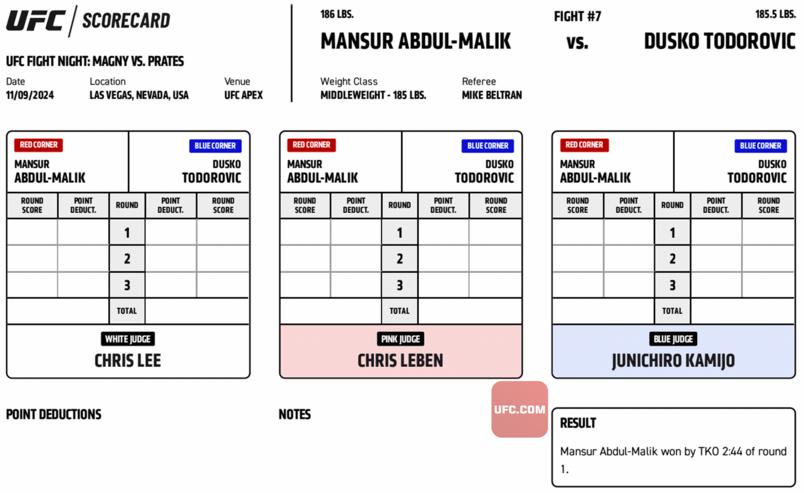 UFC / SCORECARD
UFC FIGHT NIGHT: MAGNY VS. PRATES
Date Location Venue
11/09/2024 LAS VEGAS, NEVADA, USA UFC APEX
186 LBS. FIGHT #7 185.5 LBS.
MANSUR ABDUL-MALIK VS. DUSKO TODOROVIC
Weight Class Referee
MIDDLEWEIGHT - 185 LBS. MIKE BELTRAN
RED CORNER BLUE CORNER
MANSUR DUSKO
ABDUL-MALIK TODOROVIC
ROUND POINT ROUND POINT ROUND
SCORE DEDUCT. DEDUCT. SCORE
1
2
3
TOTAL
WHITE JUDGE
CHRIS LEE
RED CORNER BLUE CORNER
MANSUR DUSKO
ABDUL-MALIK TODOROVIC
ROUND POINT ROUND POINT ROUND
SCORE DEDUCT. DEDUCT. SCORE
1
2
3
TOTAL
PINK JUDGE
CHRIS LEBEN
RED CORNER BLUE CORNER
MANSUR DUSKO
ABDUL-MALIK TODOROVIC
ROUND POINT ROUND POINT ROUND
SCORE DEDUCT. DEDUCT. SCORE
1
2
3
TOTAL
BLUE JUDGE
JUNICHIRO KAMIJO
POINT DEDUCTIONS
NOTES
UFC.COM
RESULT
Mansur Abdul-Malik won by TKO 2:44 of round
1.